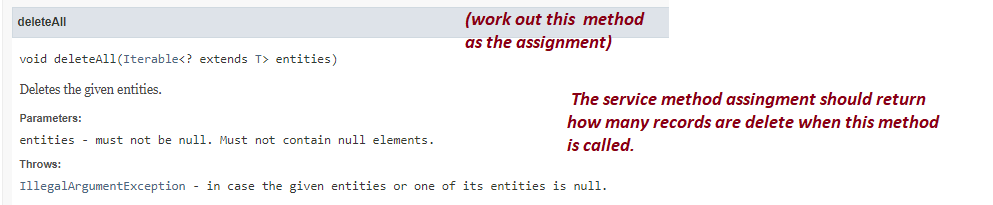 deleteAll
(work out this method
as the assignment)
void deleteAll(Iterable<? extends T> entities)
Deletes the given entities.
The service method assingment should return
how many records are delete when this method
is called.
Parameters:
entities - must not be null. Must not contain null elements.
Throws:
IllegalArgumentException - in case the given entities or one of its entities is null.